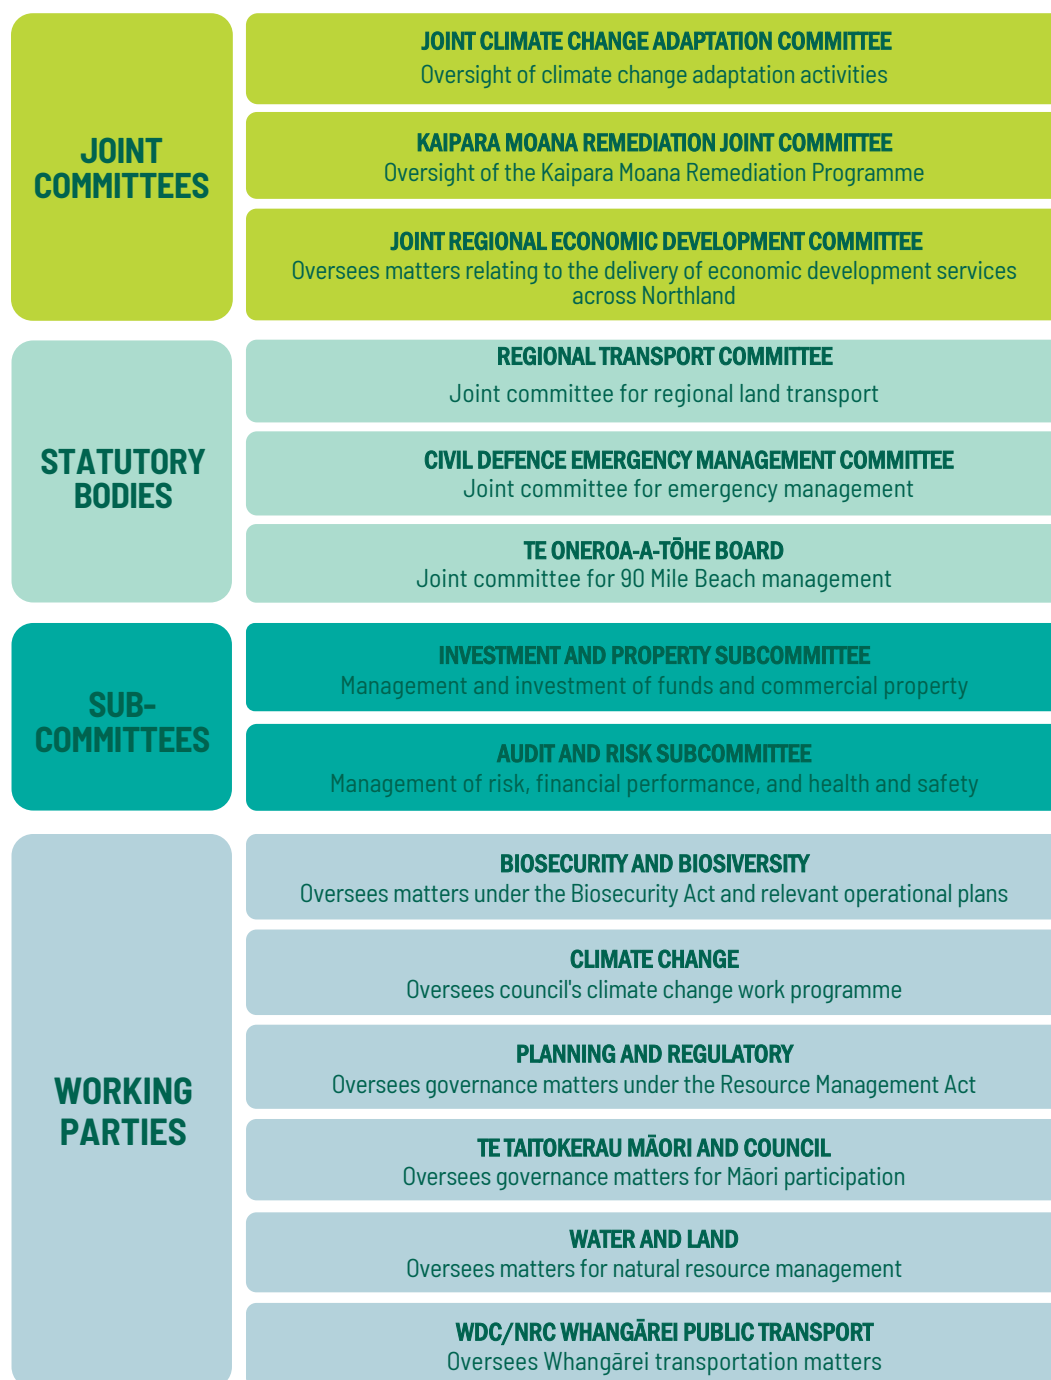 JOINT
COMMITTEES
JOINT CLIMATE CHANGE ADAPTATION COMMITTEE
Oversight of climate change adaptation activities
KAIPARA MOANA REMEDIATION JOINT COMMITTEE
Oversight of the Kaipara Moana Remediation Programme
JOINT REGIONAL ECONOMIC DEVELOPMENT COMMITTEE
Oversees matters relating to the delivery of economic development services
across Northland
STATUTORY
BODIES
REGIONAL TRANSPORT COMMITTEE
Joint committee for regional land transport
CIVIL DEFENCE EMERGENCY MANAGEMENT COMMITTEE
Joint committee for emergency management
TE ONEROA-A-TŌHE BOARD
Joint committee for 90 Mile Beach management
SUB-
COMMITTEES
INVESTMENT AND PROPERTY SUBCOMMITTEE
Management and investment of funds and commercial property
AUDIT AND RISK SUBCOMMITTEE
Management of risk, financial performance, and health and safety
WORKING
PARTIES
BIOSECURITY AND BIOSIVERSITY
Oversees matters under the Biosecurity Act and relevant operational plans
CLIMATE CHANGE
Oversees council's climate change work programme
PLANNING AND REGULATORY
Oversees governance matters under the Resource Management Act
TE TAITOKERAU MĀORI AND COUNCIL
Oversees governance matters for Māori participation
WATER AND LAND
Oversees matters for natural resource management
WDC/NRC WHANGĀREI PUBLIC TRANSPORT
Oversees Whangārei transportation matters